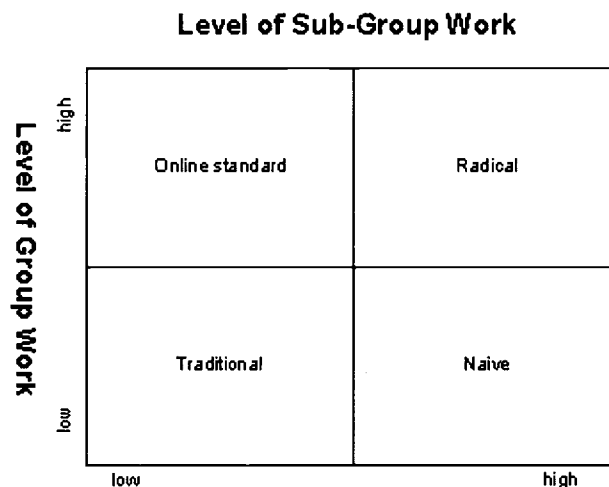 Level of Sub-Group Work
Level of Group Work
high
Online standard
Radical
Traditional
Naive
low
low
high